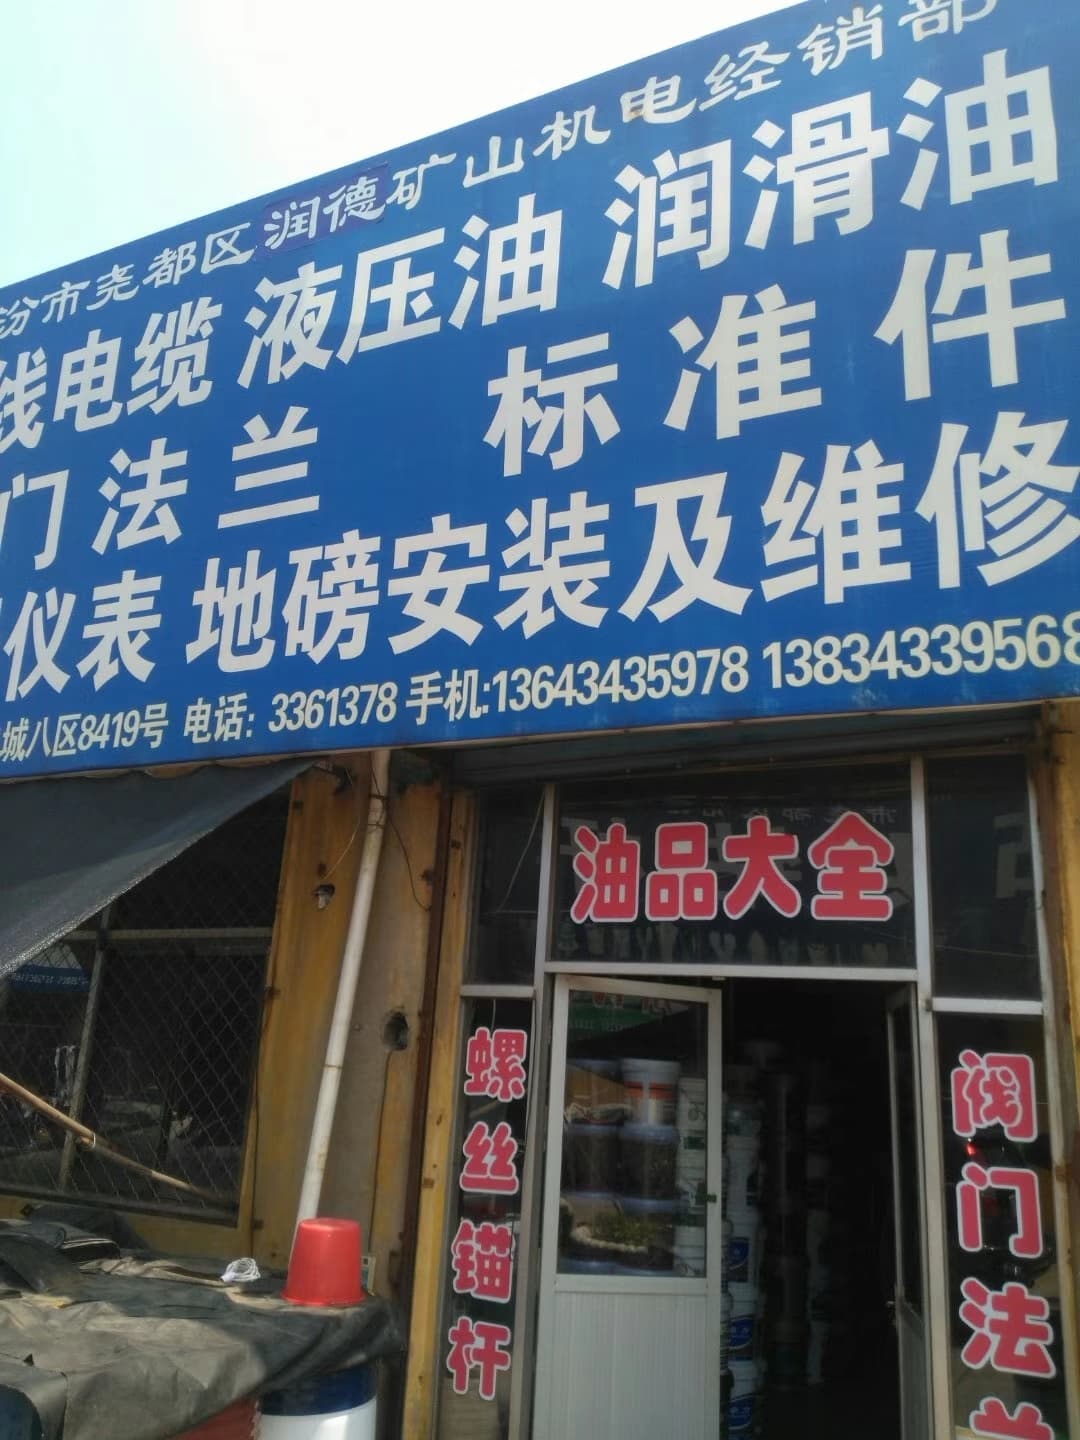 汾市尧都区润德矿山机电经销部
线电缆 液压油 润滑油
门 法 兰 标 准 件
仪表 地磅安装及维修
城八区8419号 电话: 3361378 手机:13643435978 13834339568
油品大全
螺丝锚杆
阀门法兰